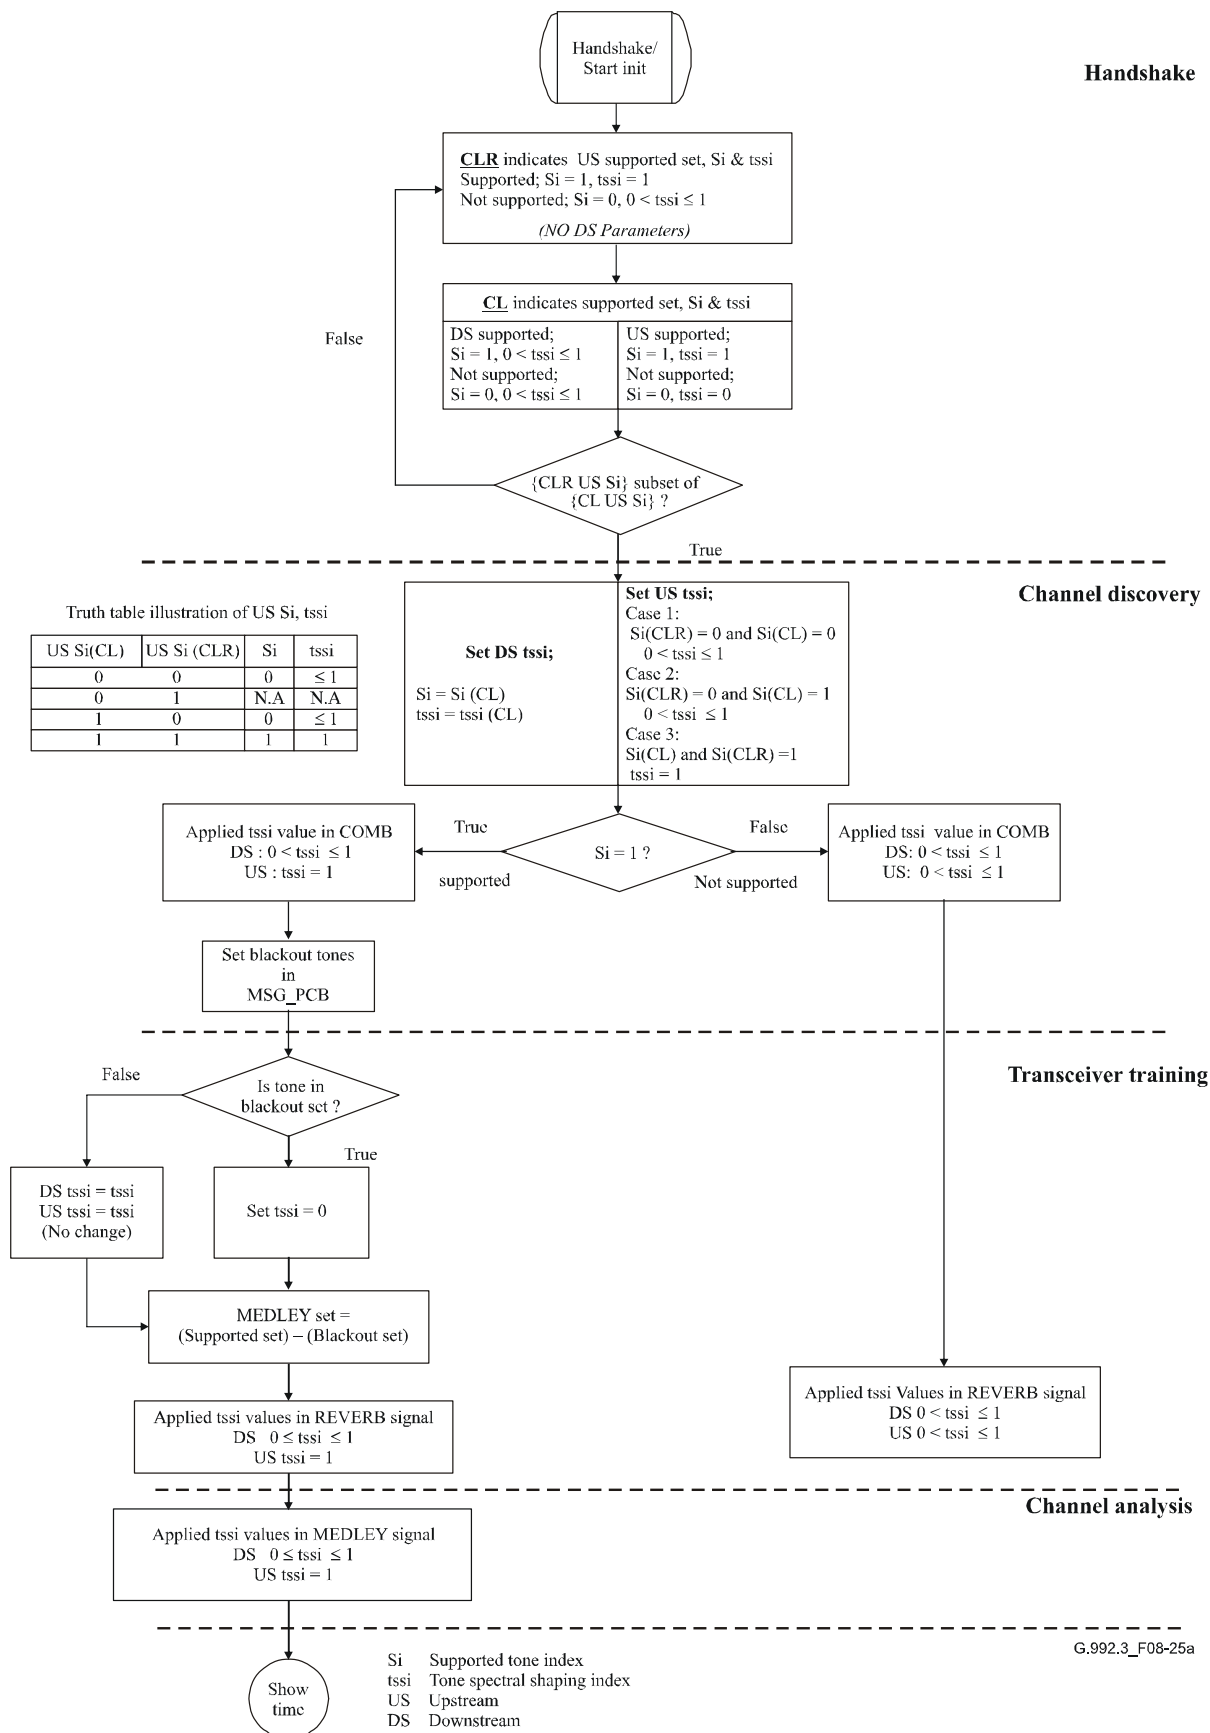 Handshake/
Start init
Handshake
CLR indicates US supported set, Si & tssi
Supported; Si = 1, tssi = 1
Not supported; Si = 0, 0 < tssi ≤ 1
(NO DS Parameters)
CL indicates supported set, Si & tssi
DS supported;
Si = 1, 0 < tssi ≤ 1
Not supported;
Si = 0, 0 < tssi ≤ 1
US supported;
Si = 1, tssi = 1
Not supported;
Si = 0, tssi = 0
False
{CLR US Si} subset of
{CL US Si} ?
True
Channel discovery
Truth table illustration of US Si, tssi
US Si(CL) US Si (CLR) Si tssi
0 0 0 ≤ 1
0 1 N.A N.A
1 0 0 ≤ 1
1 1 1 1
Set DS tssi;
Si = Si (CL)
tssi = tssi (CL)
Set US tssi;
Case 1:
Si(CLR) = 0 and Si(CL) = 0
0 < tssi ≤ 1
Case 2:
Si(CLR) = 0 and Si(CL) = 1
0 < tssi ≤ 1
Case 3:
Si(CL) and Si(CLR) =1
tssi = 1
Applied tssi value in COMB
DS : 0 < tssi ≤ 1
US : tssi = 1
True
supported
Si = 1 ?
False
Not supported
Applied tssi value in COMB
DS: 0 < tssi ≤ 1
US: 0 < tssi ≤ 1
Set blackout tones
in
MSG_PCB
Transceiver training
False
Is tone in
blackout set ?
True
DS tssi = tssi
US tssi = tssi
(No change)
Set tssi = 0
MEDLEY set =
(Supported set) – (Blackout set)
Applied tssi values in REVERB signal
DS 0 ≤ tssi ≤ 1
US tssi = 1
Applied tssi Values in REVERB signal
DS 0 < tssi ≤ 1
US 0 < tssi ≤ 1
Channel analysis
Applied tssi values in MEDLEY signal
DS 0 ≤ tssi ≤ 1
US tssi = 1
Show
time
G.992.3_F08-25a
Si Supported tone index
tssi Tone spectral shaping index
US Upstream
DS Downstream